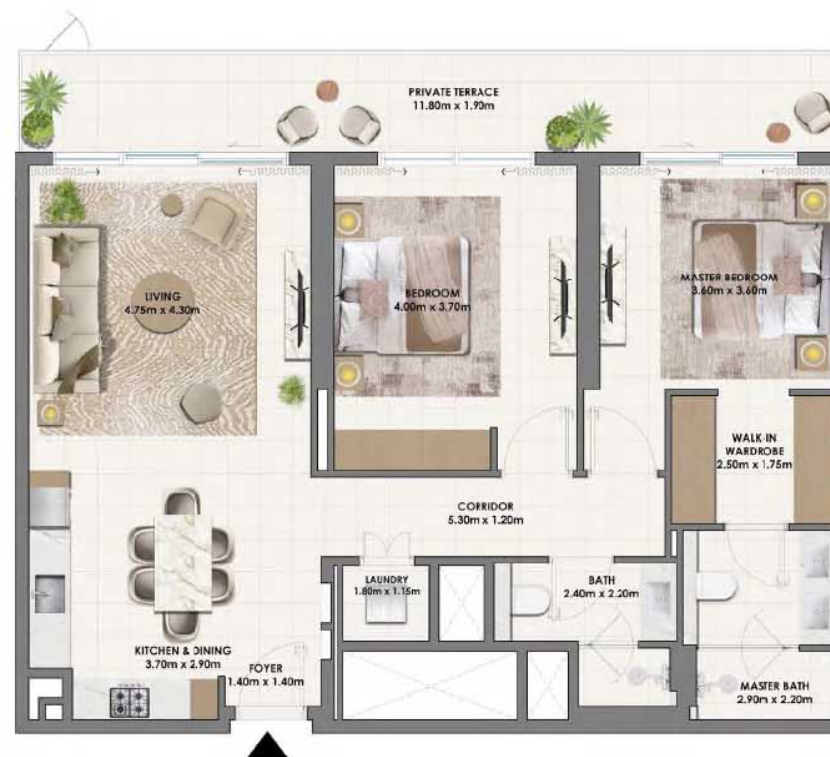 PRIVATE TERRACE
11.80m x 1.90m
LIVING
4.75m x 4.30m
BEDROOM
4.00m x 3.70m
MASTER BEDROOM
3.60m x 3.60m
WALK-IN
WARDROBE
2.50m x 1.75m
CORRIDOR
5.30m x 1.20m
LAUNDRY
1.80m x 1.15m
BATH
2.40m x 2.20m
KITCHEN & DINING
3.70m x 2.90m
FOYER
1.40m x 1.40m
MASTER BATH
2.90m x 2.20m